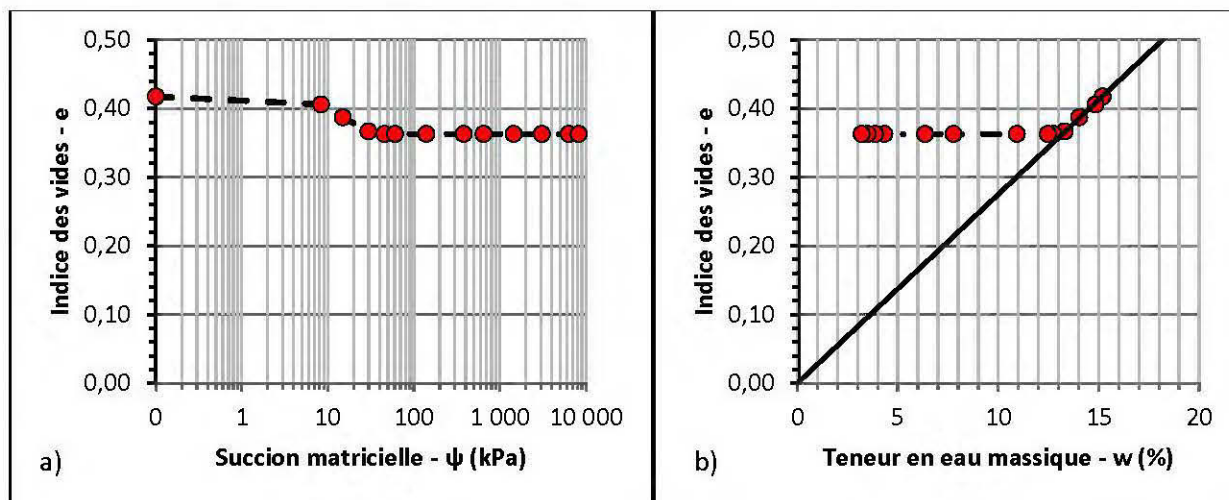 Indice des vides - e
0,50
0,40
0,30
0,20
0,10
0,00
0 1 10 100 1 000 10 000
a) Succion matricielle - ψ (kPa)
Indice des vides - e
0,50
0,40
0,30
0,20
0,10
0,00
0 5 10 15 20
b) Teneur en eau massique - w (%)